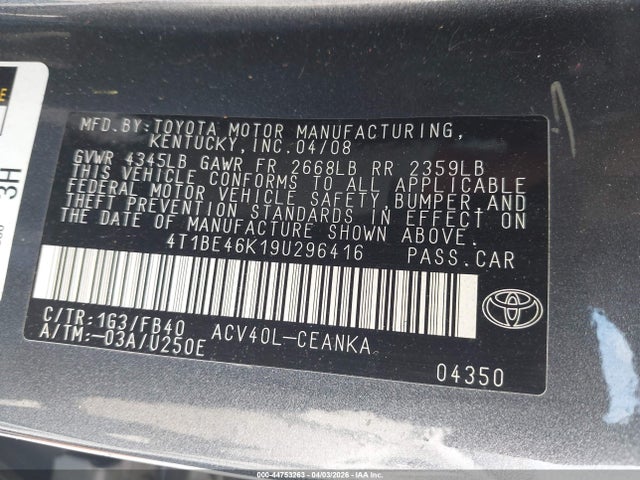 MFD.BY:TOYOTA MOTOR MANUFACTURING,
KENTUCKY,INC.04/08
GVWR 4345LB GAWR FR 2668LB RR 2359LB
THIS VEHICLE CONFORMS TO ALL APPLICABLE
FEDERAL MOTOR VEHICLE SAFETY,BUMPER,AND
THEFT PREVENTION STANDARDS IN EFFECT ON
THE DATE OF MANUFACTURE SHOWN ABOVE.
4T1BE46K19U296416 PASS.CAR
C/TR:1G3/FB40 ACV40L-CEANKA
A/TM:-03A/U250E
04350
3H
000-44753263 - 04/03/2026 - IAA Inc.